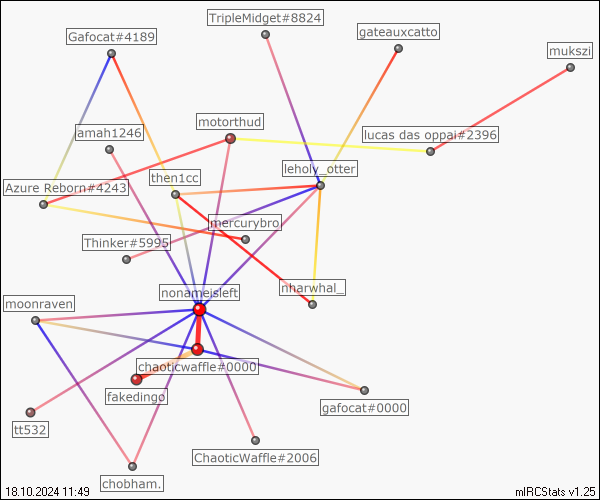 TripleMidget#8824
gateauxcatto
Gafocat#4189
mukszi
motorthud
amah1246
lucas das oppai#2396
leholy_otter
then1cc
Azure Reborn#4243
mercurybro
Thinker#5995
nonameisleft
nharwhal_
moonraven
chaoticwaffle#0000
fakedingo
gafocat#0000
tt532
ChaoticWaffle#2006
chobham.
18.10.2024 11:49
mIRCStats v1.25